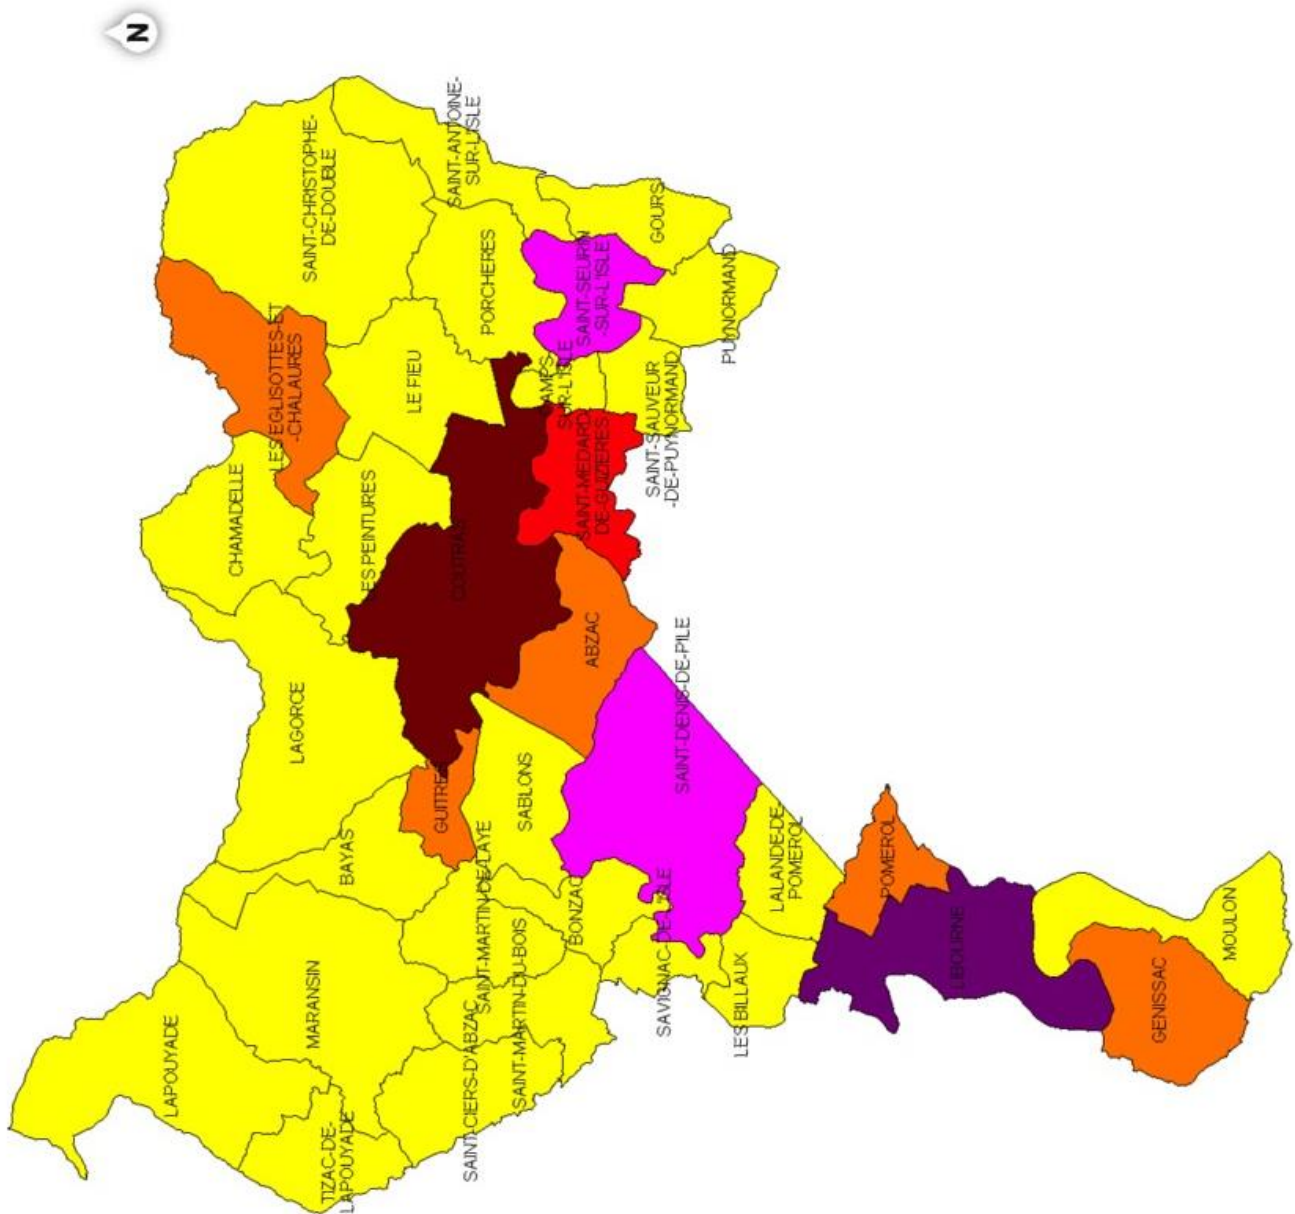 N
LAPOUYADE
CHAMADELLE
LES EGLISOTTES-ET
-CHALAURES
LAGORCE
SAINT-CHRISTOPHE-
DE-DOUBLE
MARANSIN
TIZAC-DE-
LAPOUYADE
BAYAS
LES PEINTURES
LE FIEU
GUITRES
SAINT-ANTOINE-
SUR-L'ISLE
COUTRAS
SAINT-CIERS-D'ABZAC
SAINT-MARTIN-DE-LAYE
PORCHERES
SAINT-MARTIN-DU-BOIS
SABLONS
CAMPS-
SUR-L'ISLE
BONZAC
SAINT-MEDARD-
DE-GUIZIERES
SAINT-SEURIN
-SUR-L'ISLE
ABZAC
SAINT-SAUVEUR
-DE-PUYNORMAND
GOURS
SAVIGNAC-DE-L'ISLE
SAINT-DENIS-DE-PILE
PUYNORMAND
LES BILLAUX
LALANDE-DE-
POMEROL
POMEROL
LIBOURNE
GENISSAC
MOULON